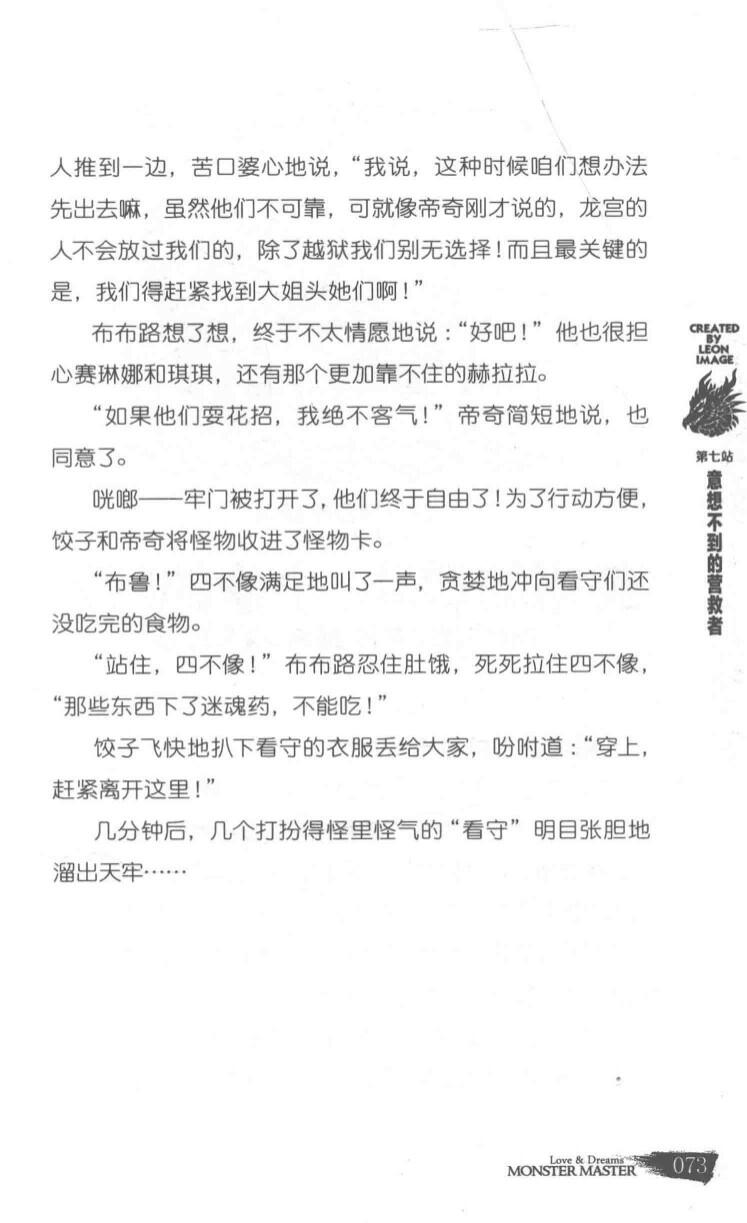 人推到一边，苦口婆心地说，“我说，这种时候咱们想办法
先出去嘛，虽然他们不可靠，可就像帝奇刚才说的，龙宫的
人不会放过我们的，除了越狱我们别无选择！而且最关键的
是，我们得赶紧找到大姐头她们啊！”
布布路想了想，终于不太情愿地说：“好吧！”他也很担
心赛琳娜和琪琪，还有那个更加靠不住的赫拉拉。
“如果他们耍花招，我绝不客气！”帝奇简短地说，也
同意了。
咣啷——牢门被打开了，他们终于自由了！为了行动方便，
饺子和帝奇将怪物收进了怪物卡。
“布鲁！”四不像满足地叫了一声，贪婪地冲向看守们还
没吃完的食物。
“站住，四不像！”布布路忍住肚饿，死死拉住四不像，
“那些东西下了迷魂药，不能吃！”
饺子飞快地扒下看守的衣服丢给大家，吩咐道：“穿上，
赶紧离开这里！”
几分钟后，几个打扮得怪里怪气的“看守”明目张胆地
溜出天牢……
CREATED
BY
LEON
IMAGE
第七站
意想不到的营救者
Love & Dreams
MONSTER MASTER
073